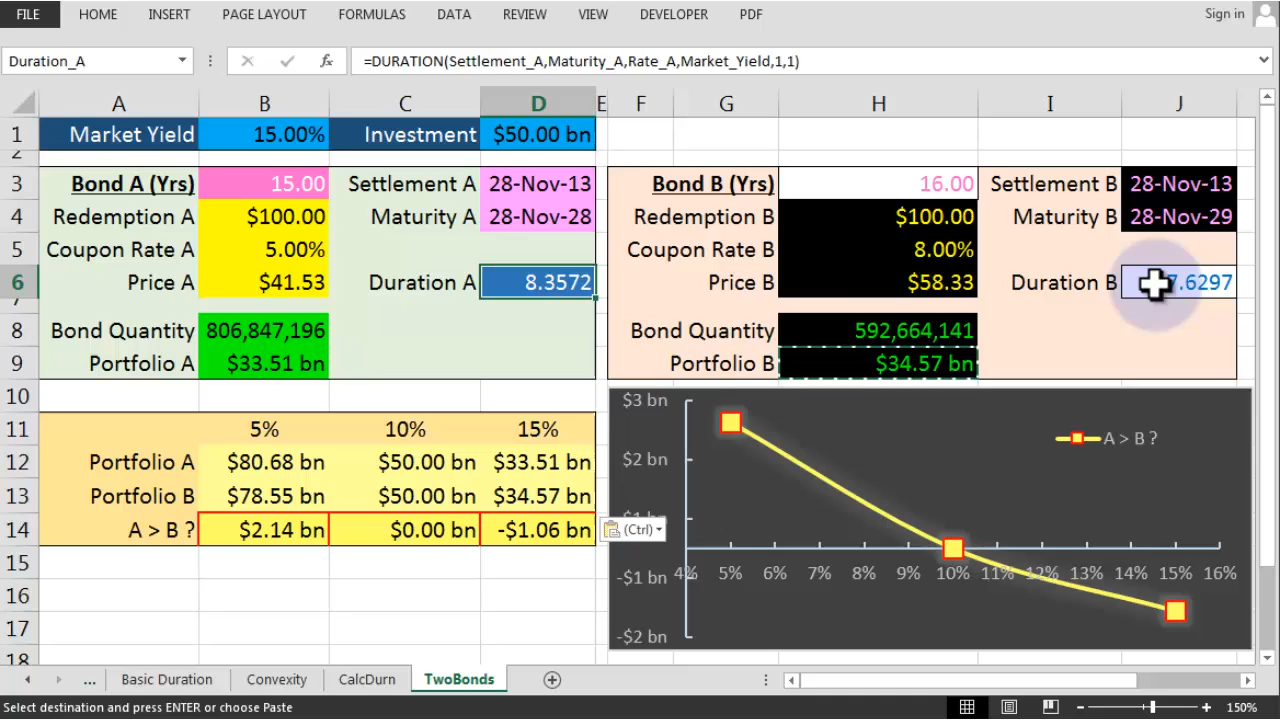 FILE HOME INSERT PAGE LAYOUT FORMULAS DATA REVIEW VIEW DEVELOPER PDF Sign in
Duration_A fx =DURATION(Settlement_A,Maturity_A,Rate_A,Market_Yield,1,1)
A B C D E F G H I J
1 Market Yield 15.00% Investment $50.00 bn
2
3 Bond A (Yrs) 15.00 Settlement A 28-Nov-13 Bond B (Yrs) 16.00 Settlement B 28-Nov-13
4 Redemption A $100.00 Maturity A 28-Nov-28 Redemption B $100.00 Maturity B 28-Nov-29
5 Coupon Rate A 5.00% Coupon Rate B 8.00%
6 Price A $41.53 Duration A 8.3572 Price B $58.33 Duration B 7.6297
7
8 Bond Quantity 806,847,196 Bond Quantity 592,664,141
9 Portfolio A $33.51 bn Portfolio B $34.57 bn
10
11 5% 10% 15%
12 Portfolio A $80.68 bn $50.00 bn $33.51 bn
13 Portfolio B $78.55 bn $50.00 bn $34.57 bn
14 A > B ? $2.14 bn $0.00 bn -$1.06 bn (Ctrl)
15
16
17
18
$3 bn
A > B ?
$2 bn
4% 5% 6% 7% 8% 9% 10% 11% 12% 13% 14% 15% 16%
-$1 bn
-$2 bn
... Basic Duration Convexity CalcDurn TwoBonds
Select destination and press ENTER or choose Paste 150%